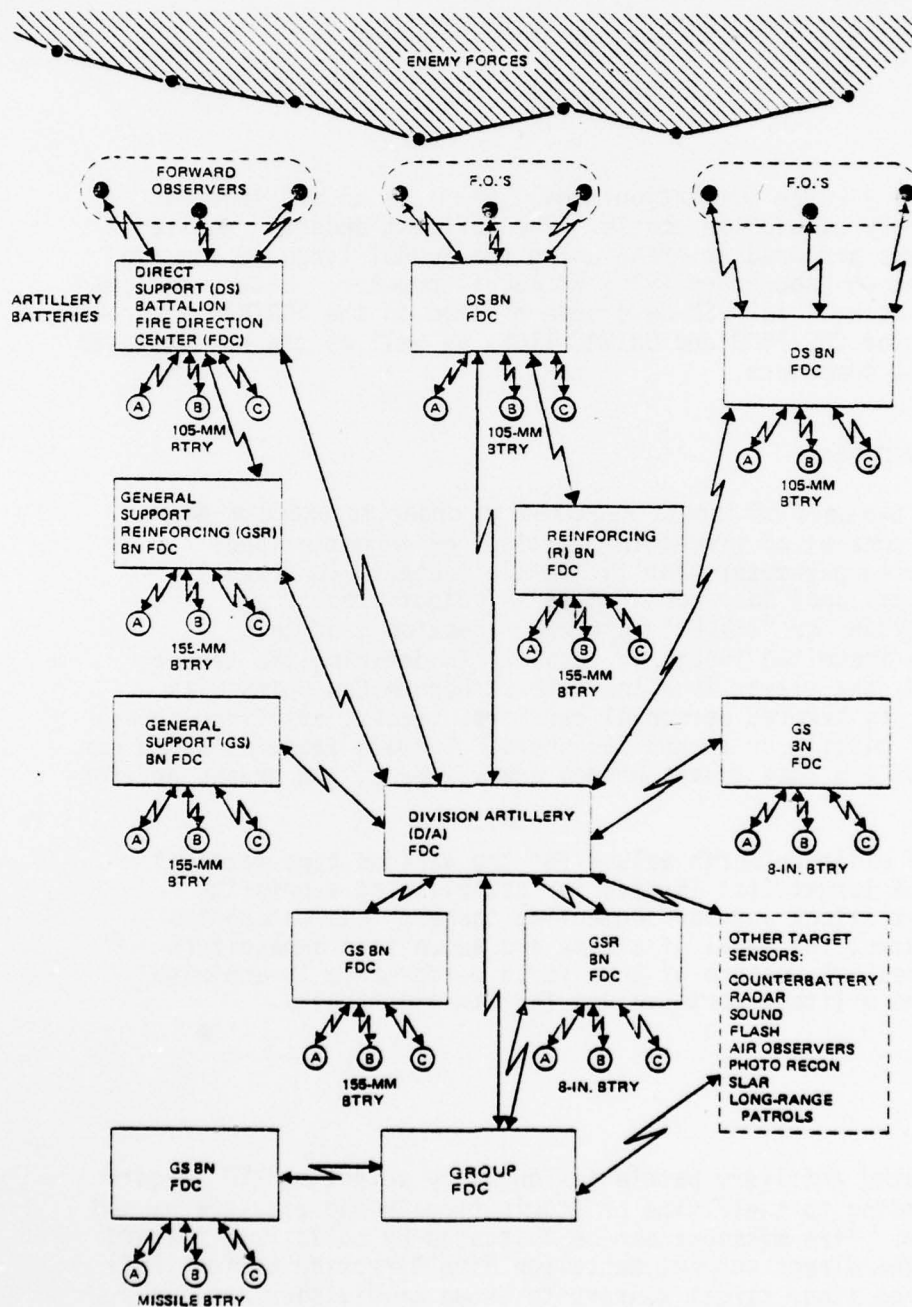 ENEMY FORCES
FORWARD
OBSERVERS
F.O.'S
F.O.'S
ARTILLERY
BATTERIES
DIRECT
SUPPORT (DS)
BATTALION
FIRE DIRECTION
CENTER (FDC)
DS BN
FDC
DS BN
FDC
A
B
C
105-MM
BTRY
A
B
C
105-MM
BTRY
A
B
C
105-MM
BTRY
GENERAL
SUPPORT
REINFORCING (GSR)
BN FDC
REINFORCING
(R) BN
FDC
A
B
C
155-MM
BTRY
A
B
C
155-MM
BTRY
GENERAL
SUPPORT (GS)
BN FDC
GS
BN
FDC
A
B
C
155-MM
BTRY
DIVISION ARTILLERY
(D/A)
FDC
A
B
C
8-IN. BTRY
GS BN
FDC
GSR
BN
FDC
OTHER TARGET
SENSORS:
COUNTERBATTERY
RADAR
SOUND
FLASH
AIR OBSERVERS
PHOTO RECON
SLAR
LONG-RANGE
PATROLS
A
B
C
155-MM
BTRY
A
B
C
8-IN. BTRY
GS BN
FDC
GROUP
FDC
A
B
C
MISSILE BTRY